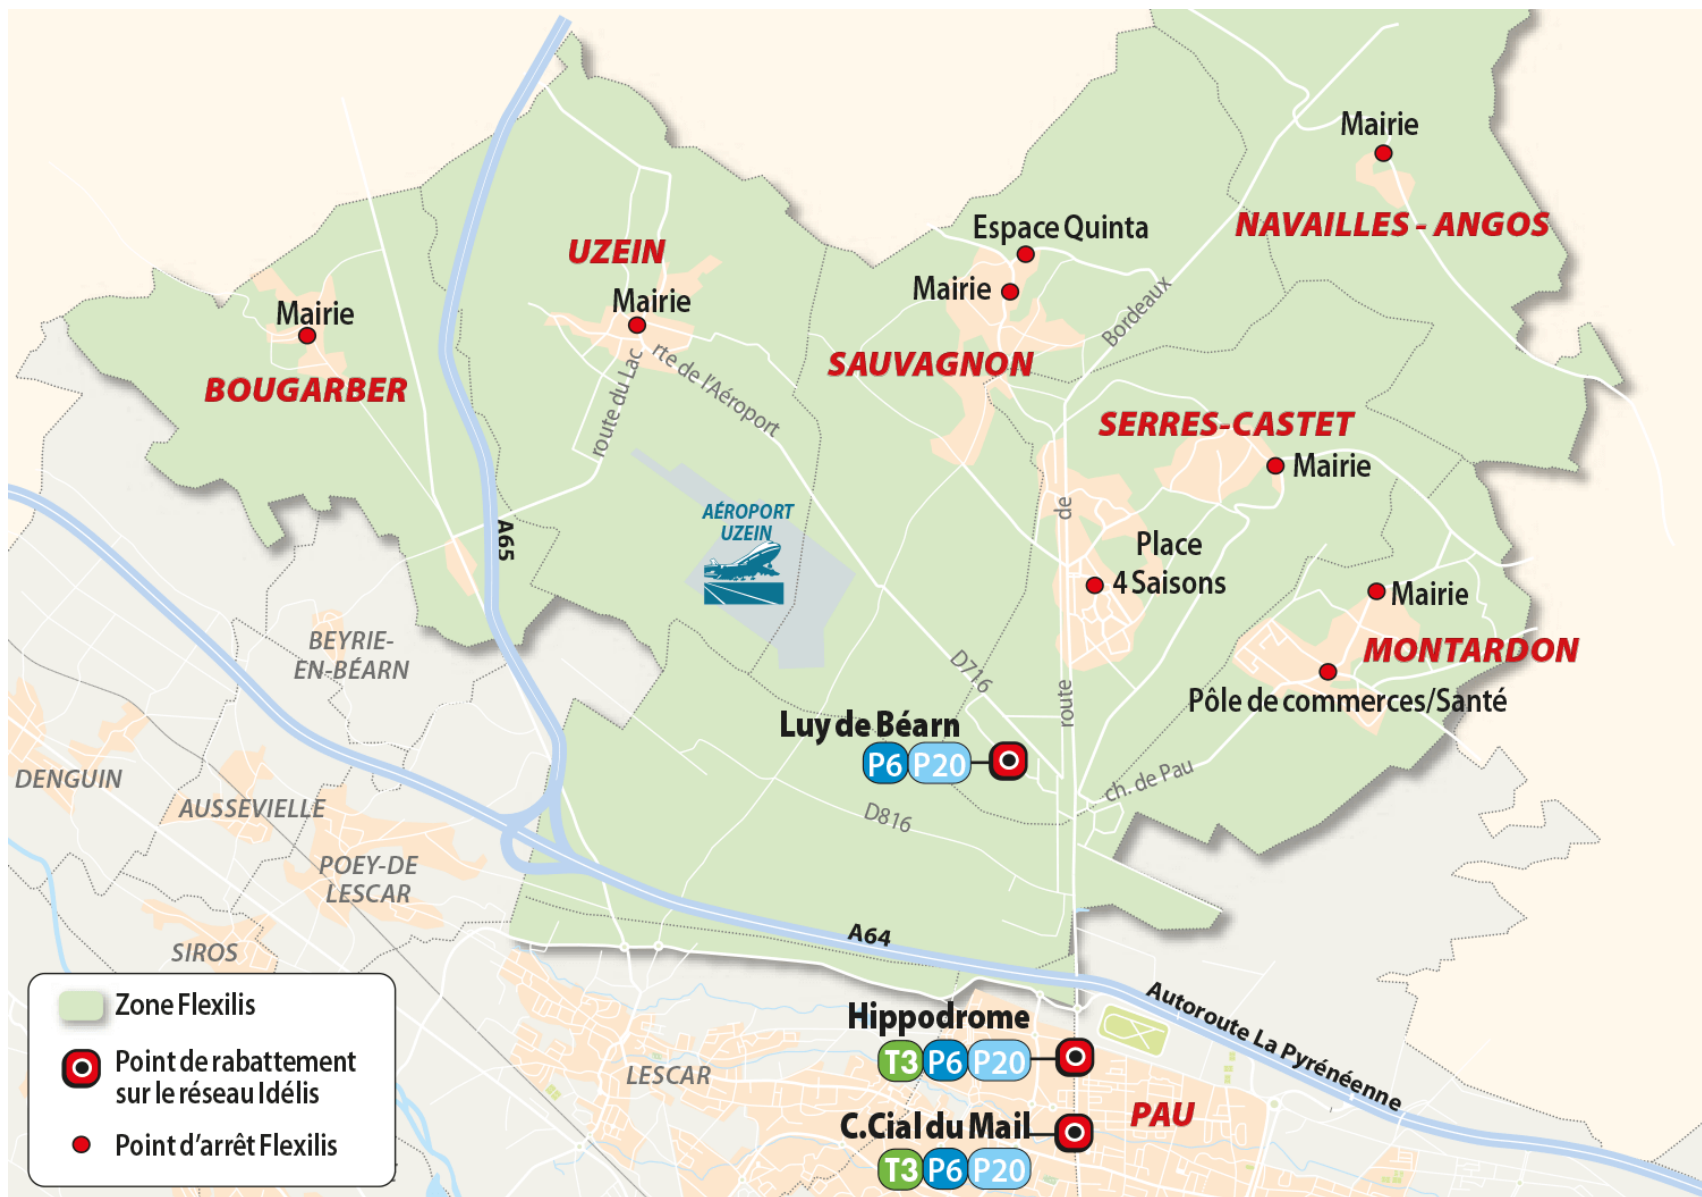 Mairie
NAVAILLES - ANGOS
Espace Quinta
Mairie
UZEIN
Mairie
Mairie
BOUGARBER
SAUVAGNON
Bordeaux
de
route
rte de l'Aéroport
route du Lac
SERRES-CASTET
Mairie
A65
AÉROPORT
UZEIN
Place
4 Saisons
Mairie
MONTARDON
Pôle de commerces/Santé
BEYRIE-
EN-BÉARN
D716
Luy de Béarn
P6 P20
ch. de Pau
D816
DENGUIN
AUSSEVIELLE
POEY-DE
LESCAR
SIROS
A64
Autoroute La Pyrénéenne
Hippodrome
T3 P6 P20
LESCAR
C.Cial du Mail
T3 P6 P20
PAU
Zone Flexilis
Point de rabattement
sur le réseau Idélis
Point d'arrêt Flexilis